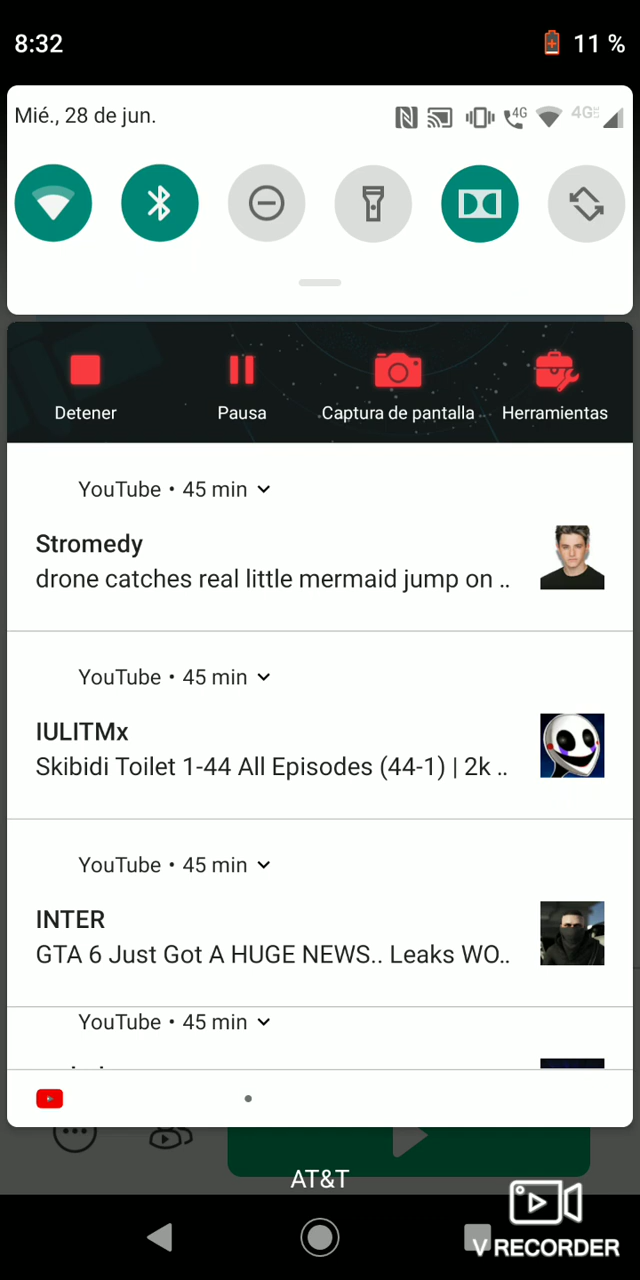 8:32
11 %
Mié., 28 de jun.
4G
4G
Detener
Pausa
Captura de pantalla
Herramientas
YouTube • 45 min
Stromedy
drone catches real little mermaid jump on ..
YouTube • 45 min
IULITMx
Skibidi Toilet 1-44 All Episodes (44-1) | 2k ..
YouTube • 45 min
INTER
GTA 6 Just Got A HUGE NEWS.. Leaks WO..
YouTube • 45 min
AT&T
V RECORDER